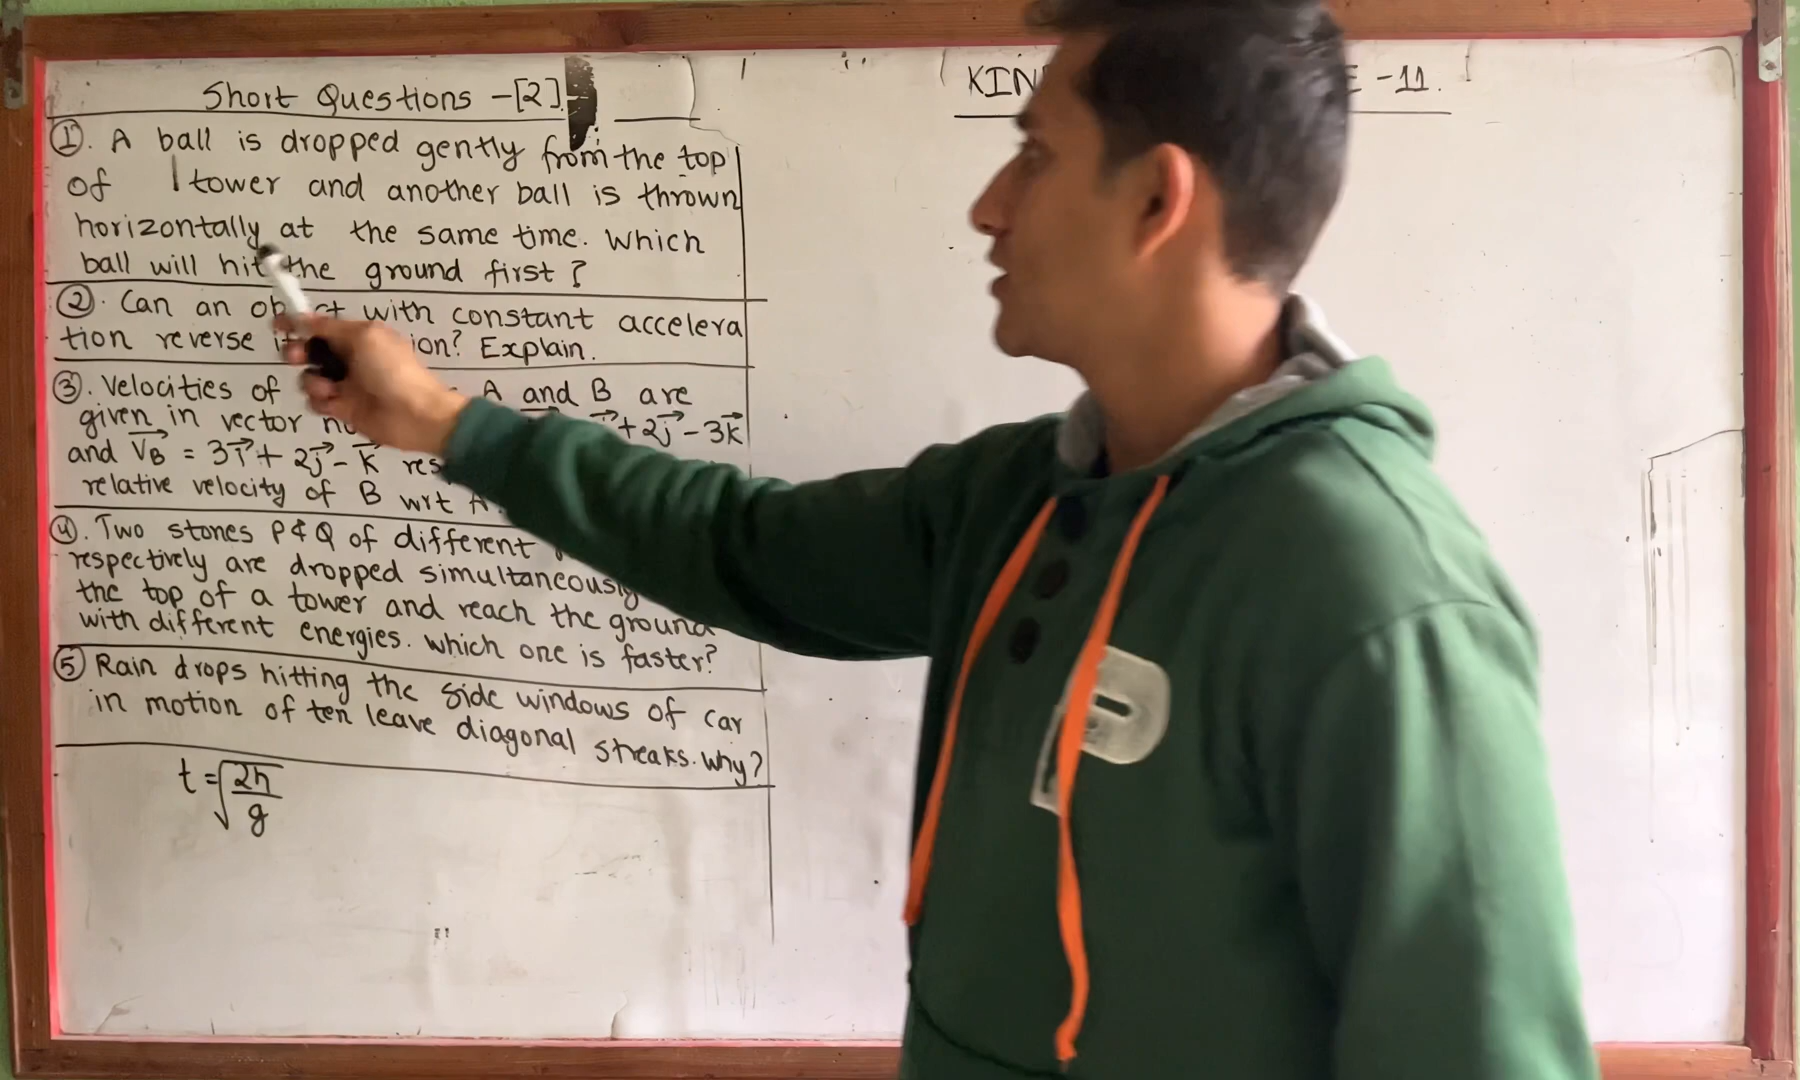 Short Questions -[2].
①. A ball is dropped gently from the top
of tower and another ball is thrown
horizontally at the same time. Which
ball will hit the ground first?
②. Can an with constant accelera
tion reverse ion? Explain.
③. Velocities of A and B are
given in vector +2j⃗ - 3k⃗
and V⃗B = 3i⃗ + 2j⃗ - k⃗
relative velocity of B wrt A.
④. Two stones P & Q of different
respectively are dropped simultaneously
the top of a tower and reach the ground
with different energies. which one is faster?
⑤ Rain drops hitting the side windows of car
in motion of ten leave diagonal streaks. Why?
t = √(2h/g)
KIN E -11.